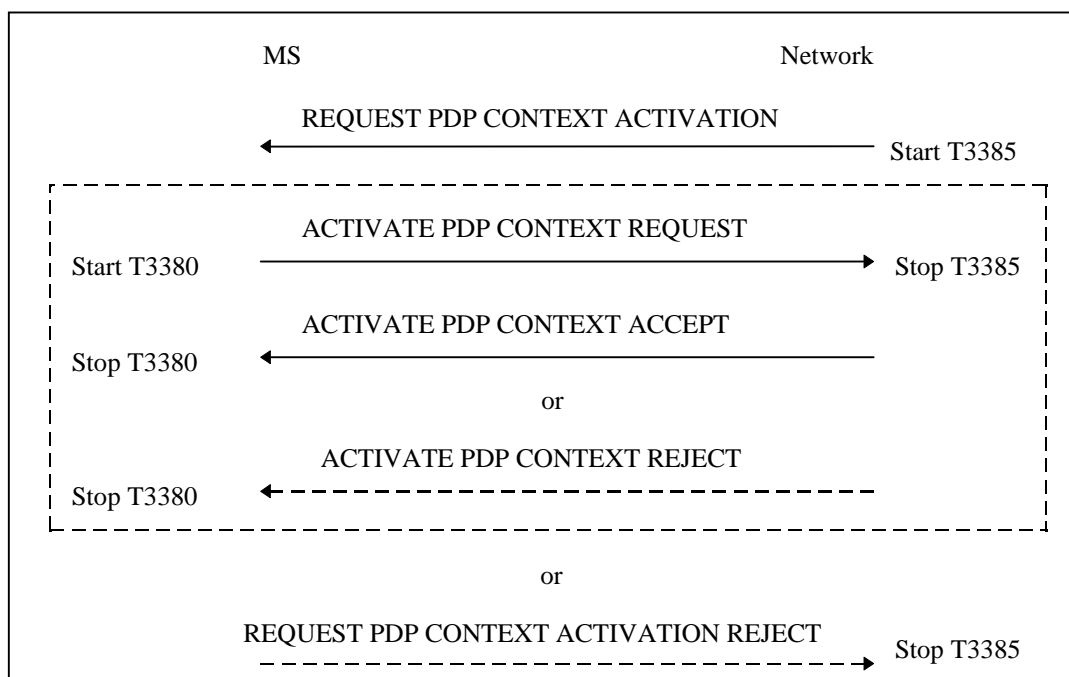 MS Network
REQUEST PDP CONTEXT ACTIVATION
Start T3385
ACTIVATE PDP CONTEXT REQUEST
Start T3380 Stop T3385
ACTIVATE PDP CONTEXT ACCEPT
Stop T3380
or
ACTIVATE PDP CONTEXT REJECT
Stop T3380
or
REQUEST PDP CONTEXT ACTIVATION REJECT
Stop T3385